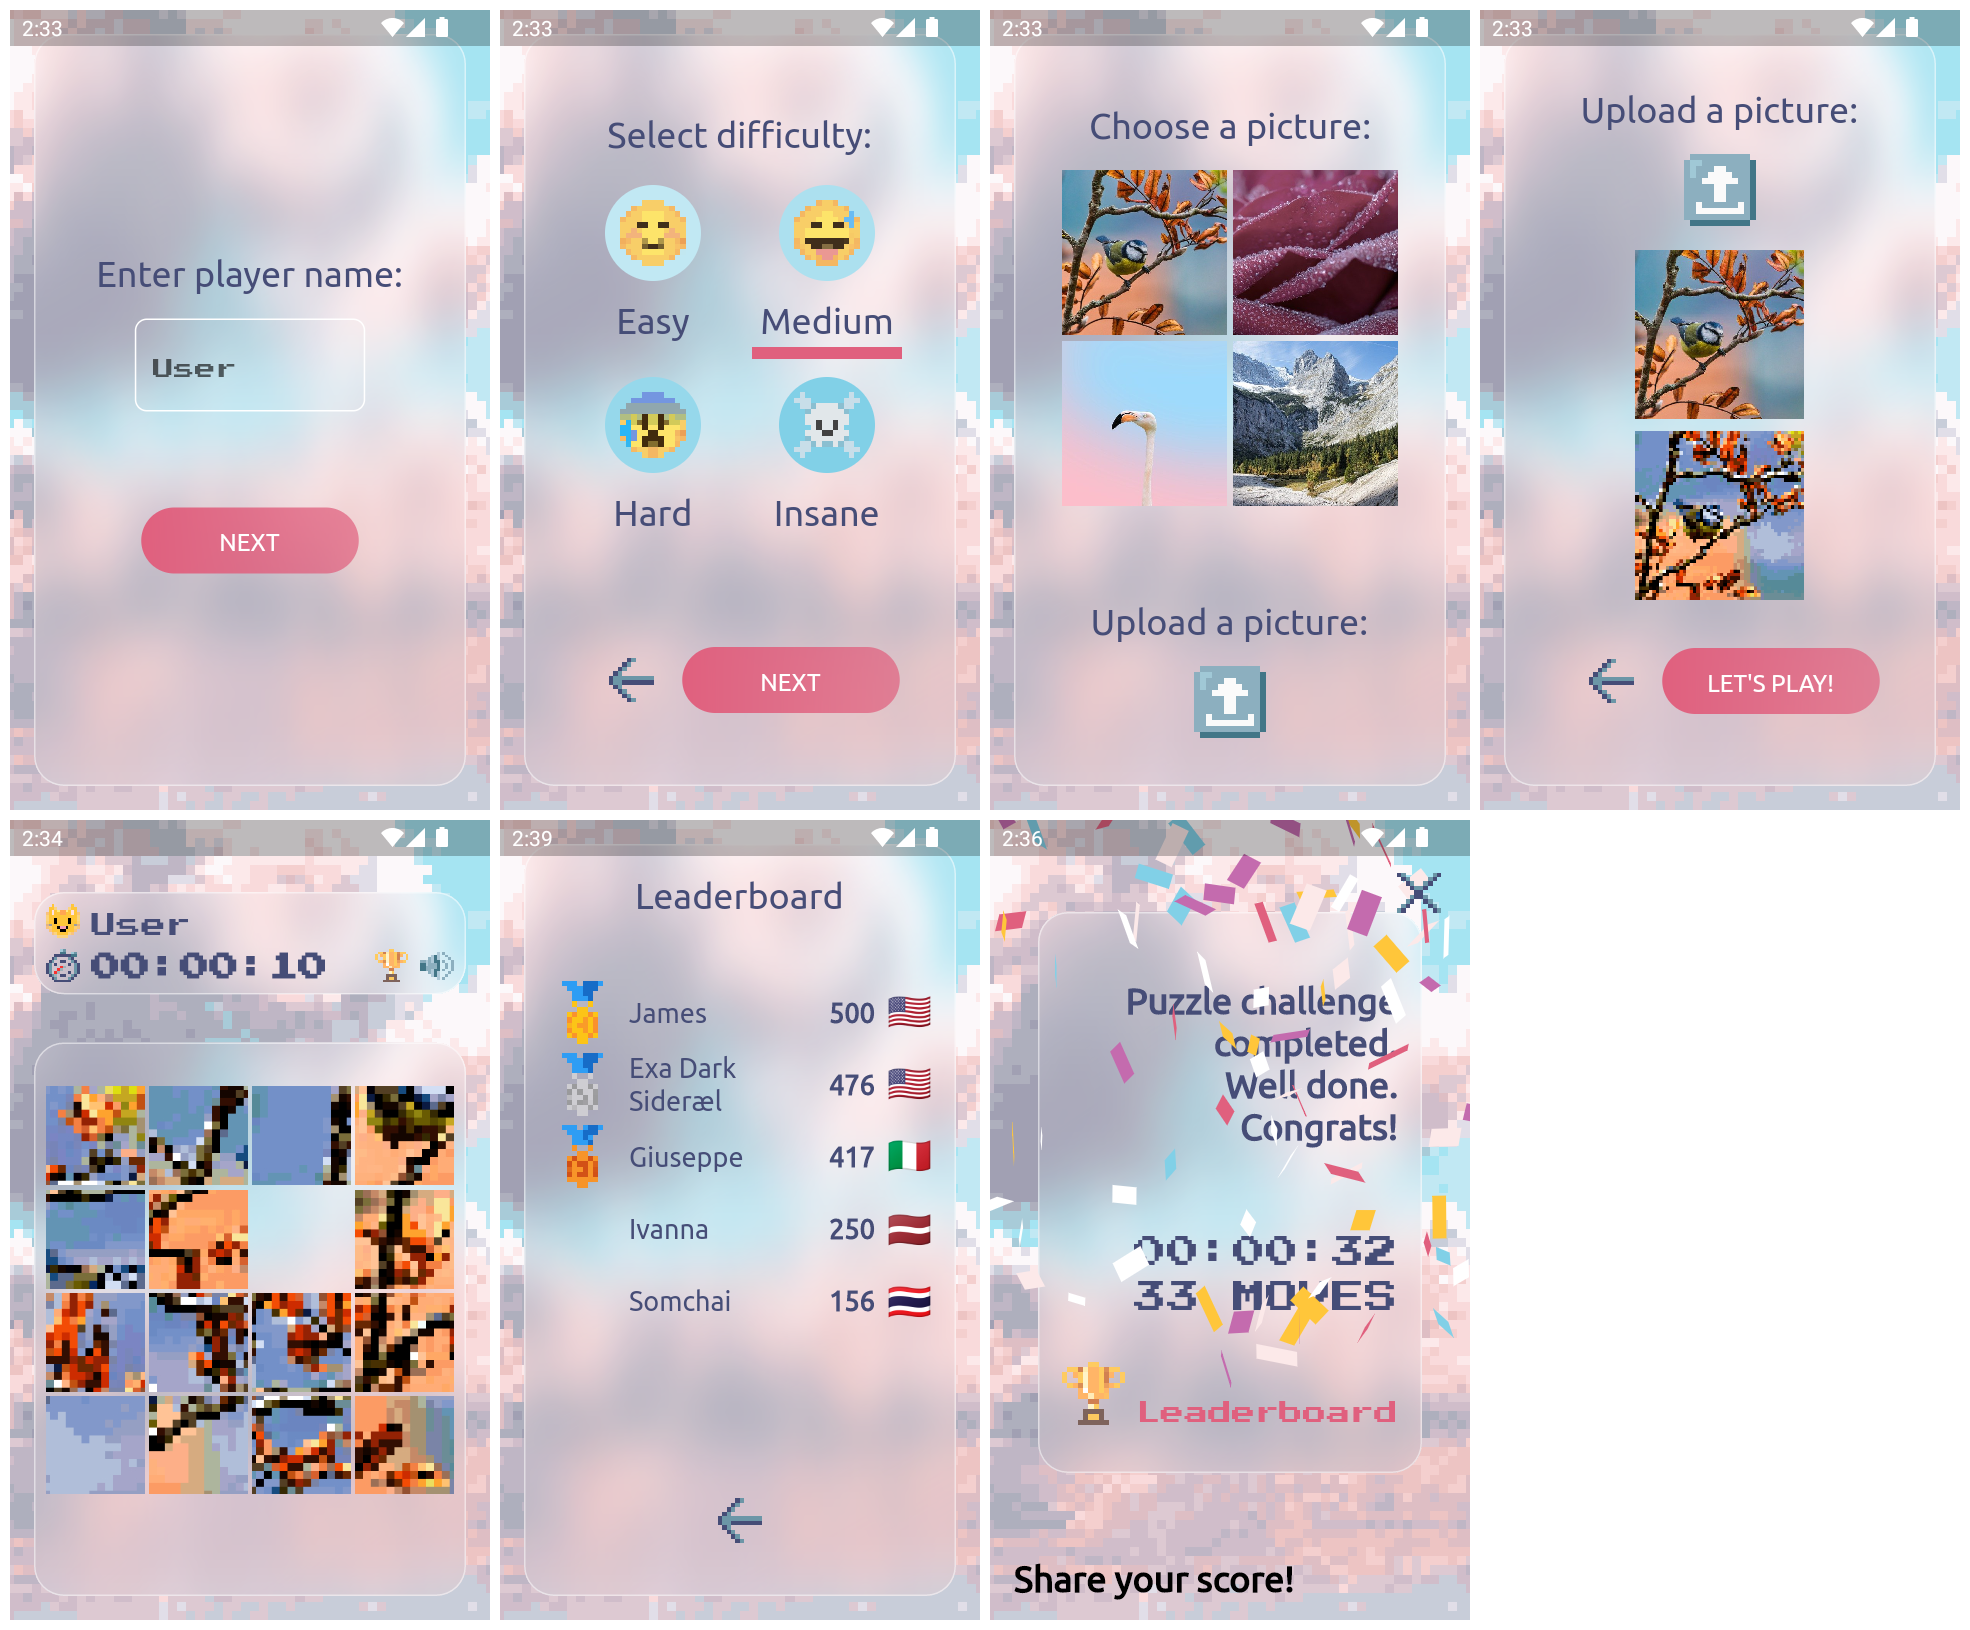 2:33
Enter player name:
User
NEXT
2:33
Select difficulty:
Easy
Medium
Hard
Insane
NEXT
2:33
Choose a picture:
Upload a picture:
2:33
Upload a picture:
LET'S PLAY!
2:34
User
00:00:10
2:39
Leaderboard
James 500
Exa Dark
Sideræl 476
Giuseppe 417
Ivanna 250
Somchai 156
2:36
Puzzle challenge
completed.
Well done.
Congrats!
00:00:32
33 MOVES
Leaderboard
Share your score!